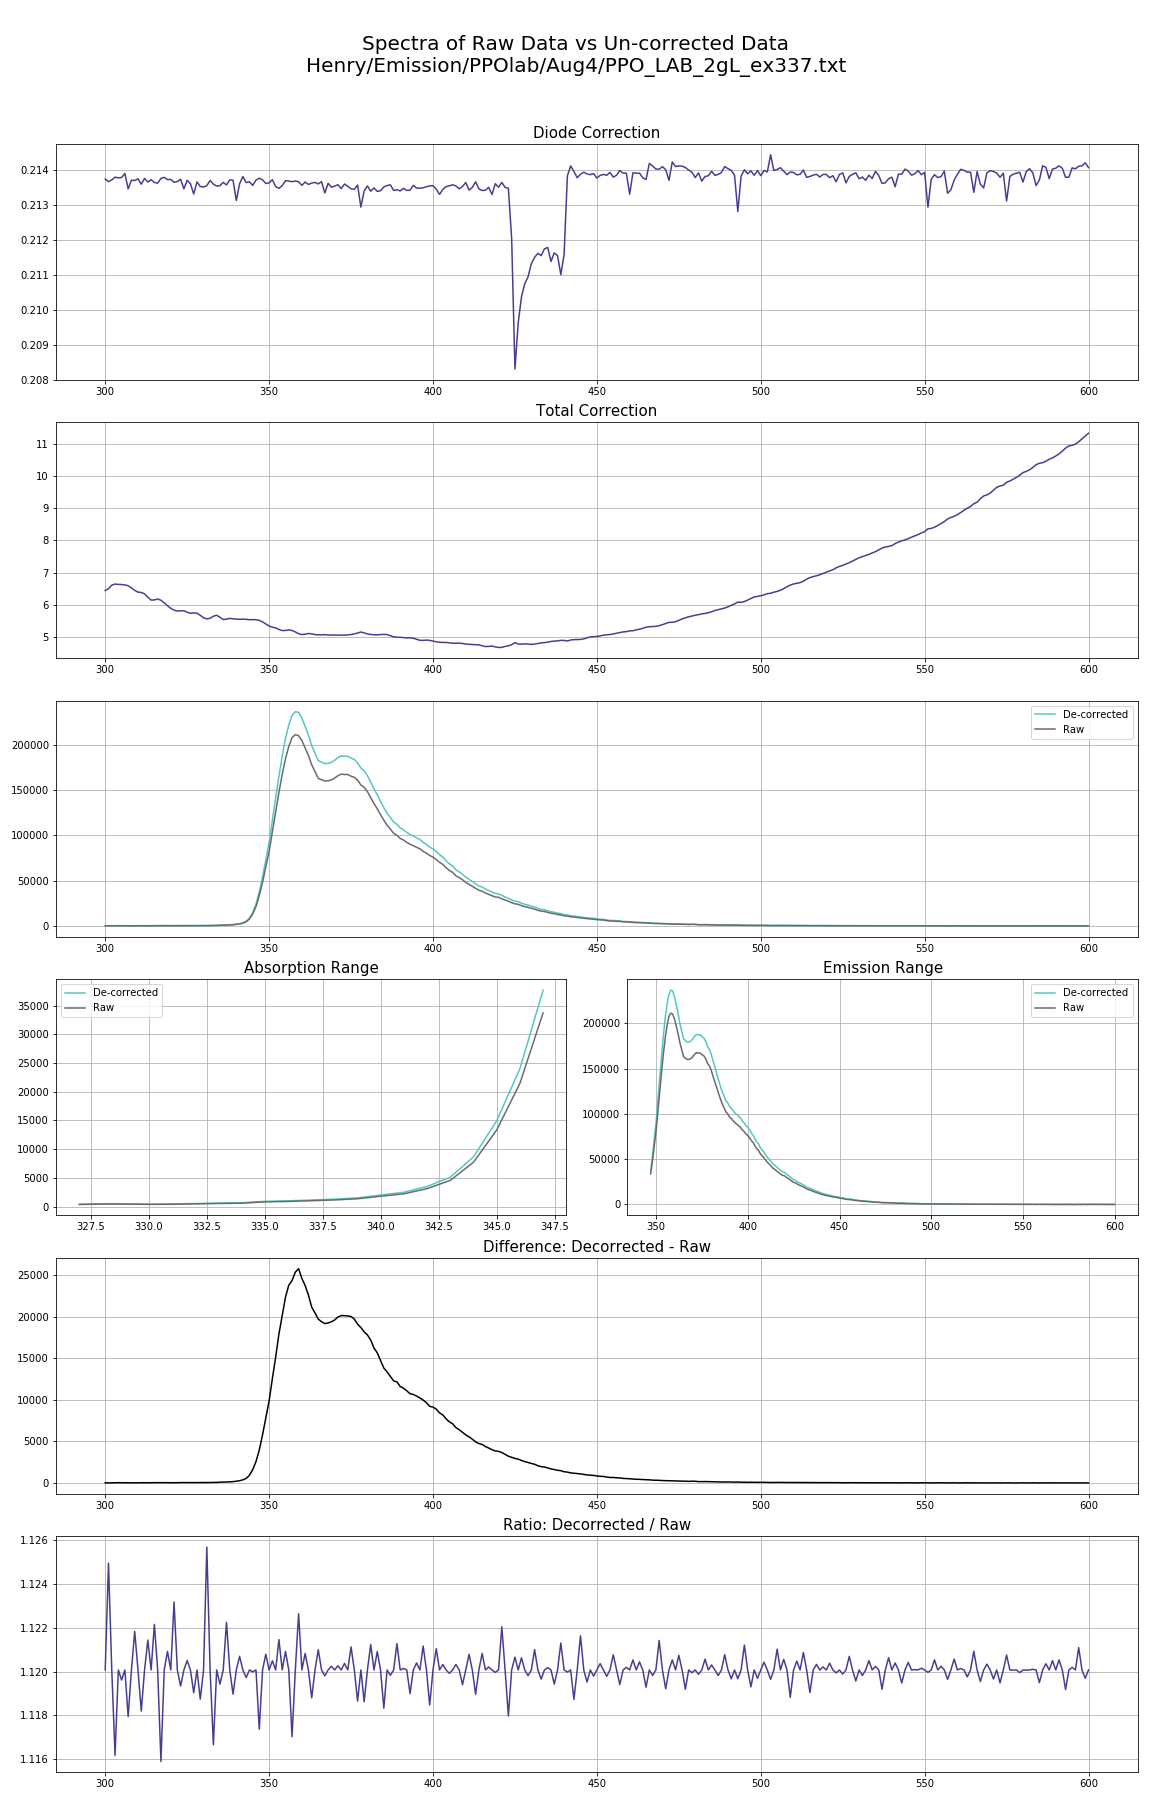 Spectra of Raw Data vs Un-corrected Data
Henry/Emission/PPOlab/Aug4/PPO_LAB_2gL_ex337.txt
Diode Correction
0.214
0.213
0.212
0.211
0.210
0.209
0.208
300 350 400 450 500 550 600
Total Correction
11
10
9
8
7
6
5
300 350 400 450 500 550 600
De-corrected
Raw
200000
150000
100000
50000
0
300 350 400 450 500 550 600
Absorption Range
De-corrected
Raw
35000
30000
25000
20000
15000
10000
5000
0
327.5 330.0 332.5 335.0 337.5 340.0 342.5 345.0 347.5
Emission Range
De-corrected
Raw
200000
150000
100000
50000
0
350 400 450 500 550 600
Difference: Decorrected - Raw
25000
20000
15000
10000
5000
0
300 350 400 450 500 550 600
Ratio: Decorrected / Raw
1.126
1.124
1.122
1.120
1.118
1.116
300 350 400 450 500 550 600